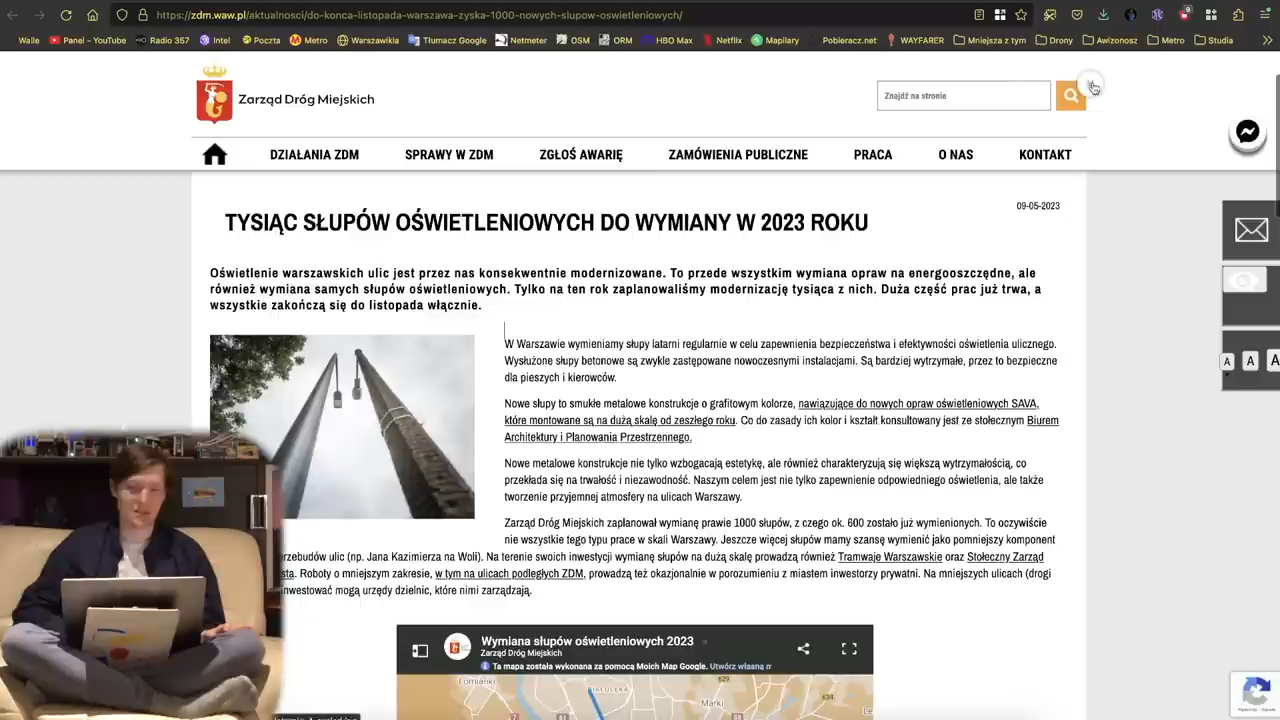 https://zdm.waw.pl/aktualnosci/do-konca-listopada-warszawa-zyska-1000-nowych-slupow-oswietleniowych/
Walle Panel - YouTube Radio 357 Intel Poczta Metro Warszawikia Tłumacz Google Netmeter OSM ORM HBO Max Netflix Mapilary Pobieracz.net WAYFARER Mniejsza z tym Drony Awizonosz Metro Studia
Zarząd Dróg Miejskich
Znajdź na stronie
DZIAŁANIA ZDM SPRAWY W ZDM ZGŁOŚ AWARIĘ ZAMÓWIENIA PUBLICZNE PRACA O NAS KONTAKT
09-05-2023
TYSIĄC SŁUPÓW OŚWIETLENIOWYCH DO WYMIANY W 2023 ROKU
Oświetlenie warszawskich ulic jest przez nas konsekwentnie modernizowane. To przede wszystkim wymiana opraw na energooszczędne, ale
również wymiana samych słupów oświetleniowych. Tylko na ten rok zaplanowaliśmy modernizację tysiąca z nich. Duża część prac już trwa, a
wszystkie zakończą się do listopada włącznie.
W Warszawie wymieniamy słupy latarni regularnie w celu zapewnienia bezpieczeństwa i efektywności oświetlenia ulicznego.
Wysłużone słupy betonowe są zwykle zastępowane nowoczesnymi instalacjami. Są bardziej wytrzymałe, przez to bezpieczne
dla pieszych i kierowców.
Nowe słupy to smukłe metalowe konstrukcje o grafitowym kolorze, nawiązujące do nowych opraw oświetleniowych SAVA,
które montowane są na dużą skalę od zeszłego roku. Co do zasady ich kolor i kształt konsultowany jest ze stołecznym Biurem
Architektury i Planowania Przestrzennego.
Nowe metalowe konstrukcje nie tylko wzbogacają estetykę, ale również charakteryzują się większą wytrzymałością, co
przekłada się na trwałość i niezawodność. Naszym celem jest nie tylko zapewnienie odpowiedniego oświetlenia, ale także
tworzenie przyjemnej atmosfery na ulicach Warszawy.
Zarząd Dróg Miejskich zaplanował wymianę prawie 1000 słupów, z czego ok. 600 zostało już wymienionych. To oczywiście
nie wszystkie tego typu prace w skali Warszawy. Jeszcze więcej słupów mamy szansę wymienić jako pomniejszy komponent
rzebudów ulic (np. Jana Kazimierza na Woli). Na terenie swoich inwestycji wymianę słupów na dużą skalę prowadzą również Tramwaje Warszawskie oraz Stołeczny Zarząd
sta. Roboty o mniejszym zakresie, w tym na ulicach podległych ZDM, prowadzą też okazjonalnie w porozumieniu z miastem inwestorzy prywatni. Na mniejszych ulicach (drogi
inwestować mogą urzędy dzielnic, które nimi zarządzają.
A A A
Wymiana słupów oświetleniowych 2023
Zarząd Dróg Miejskich
Ta mapa została wykonana za pomocą Moich Map Google. Utwórz własną m
Łomianki
BIAŁOŁĘKA
629
Marki
634